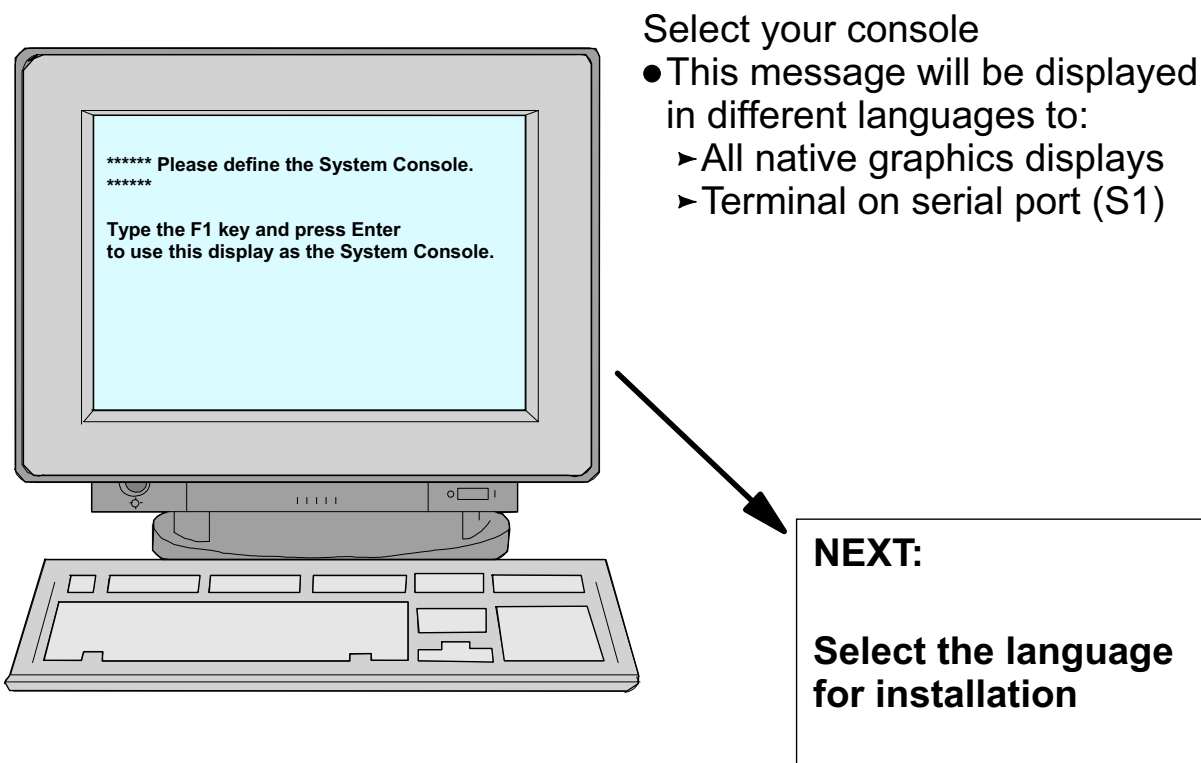 Select your console
●This message will be displayed
in different languages to:
➤All native graphics displays
➤Terminal on serial port (S1)
****** Please define the System Console.
******
Type the F1 key and press Enter
to use this display as the System Console.
NEXT:
Select the language
for installation